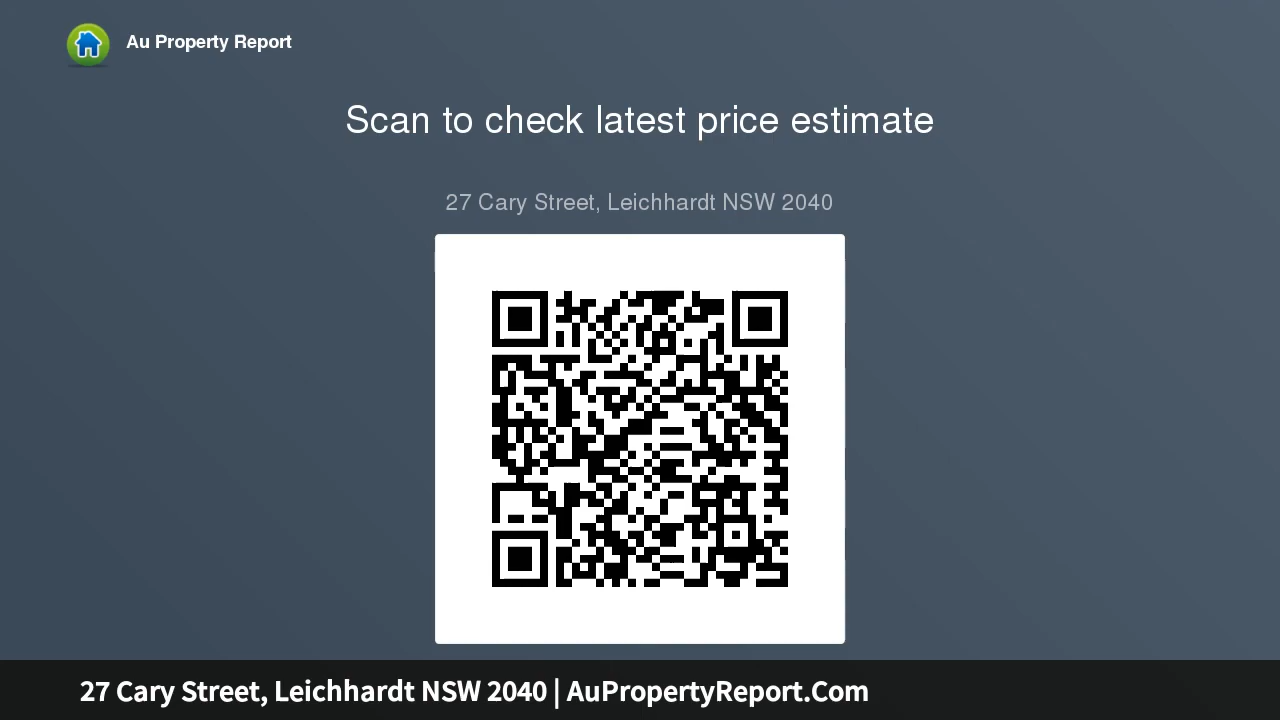 Au Property Report
Scan to check latest price estimate
27 Cary Street, Leichhardt NSW 2040
27 Cary Street, Leichhardt NSW 2040 | AuPropertyReport.Com